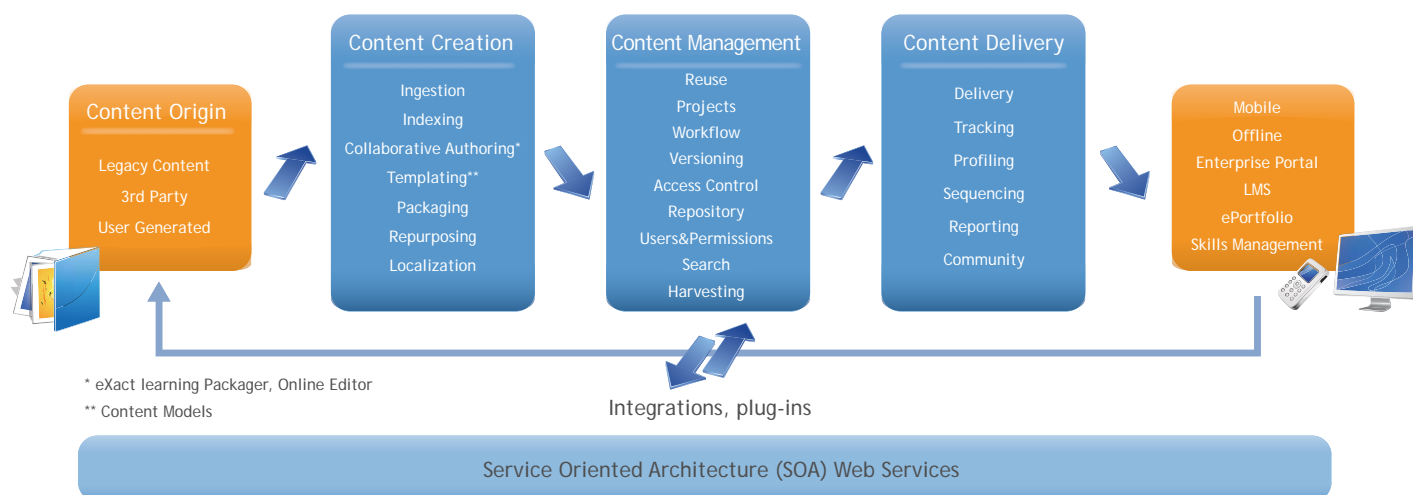 Content Origin
Legacy Content
3rd Party
User Generated
Content Creation
Ingestion
Indexing
Collaborative Authoring*
Templating**
Packaging
Repurposing
Localization
Content Management
Reuse
Projects
Workflow
Versioning
Access Control
Repository
Users&Permissions
Search
Harvesting
Content Delivery
Delivery
Tracking
Profiling
Sequencing
Reporting
Community
Mobile
Offline
Enterprise Portal
LMS
ePortfolio
Skills Management
* eXact learning Packager, Online Editor
** Content Models
Integrations, plug-ins
Service Oriented Architecture (SOA) Web Services